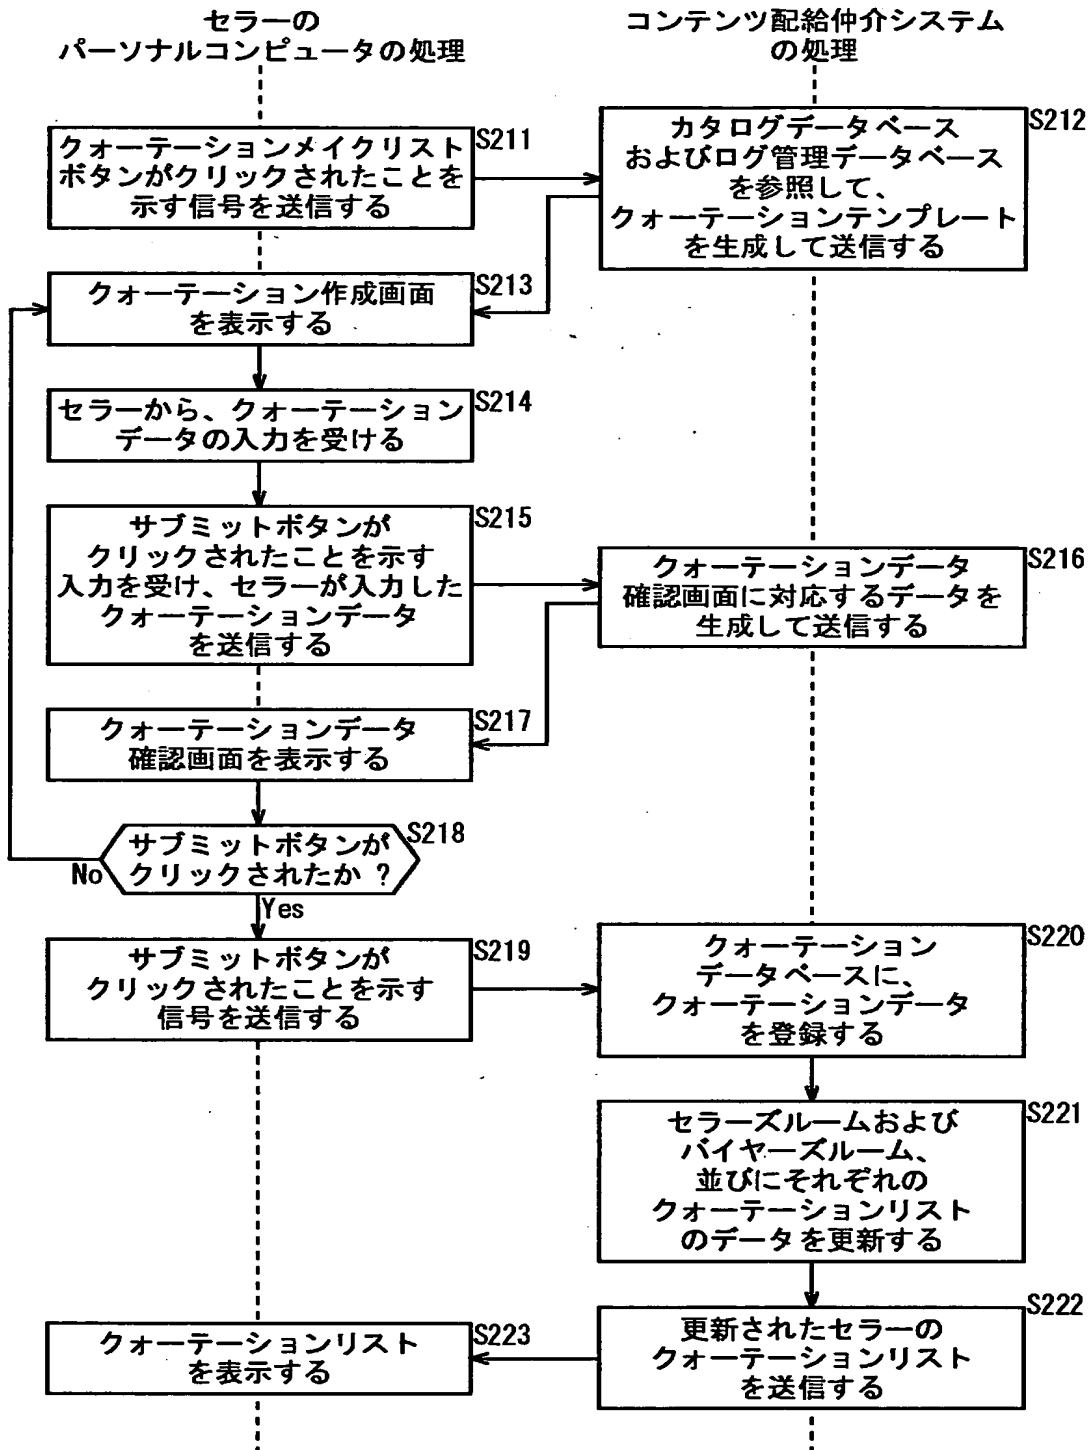 セラーの
パーソナルコンピュータの処理
コンテンツ配給仲介システム
の処理
クォーテーションメイクリスト
ボタンがクリックされたことを
示す信号を送信する
S211
カタログデータベース
およびログ管理データベース
を参照して、
クォーテーションテンプレート
を生成して送信する
S212
クォーテーション作成画面
を表示する
S213
セラーから、クォーテーション
データの入力を受ける
S214
サブミットボタンが
クリックされたことを示す
入力を受け、セラーが入力した
クォーテーションデータ
を送信する
S215
クォーテーションデータ
確認画面に対応するデータを
生成して送信する
S216
クォーテーションデータ
確認画面を表示する
S217
サブミットボタンが
クリックされたか ?
S218
No
Yes
サブミットボタンが
クリックされたことを示す
信号を送信する
S219
クォーテーション
データベースに、
クォーテーションデータ
を登録する
S220
セラーズルームおよび
バイヤーズルーム、
並びにそれぞれの
クォーテーションリスト
のデータを更新する
S221
更新されたセラーの
クォーテーションリスト
を送信する
S222
クォーテーションリスト
を表示する
S223